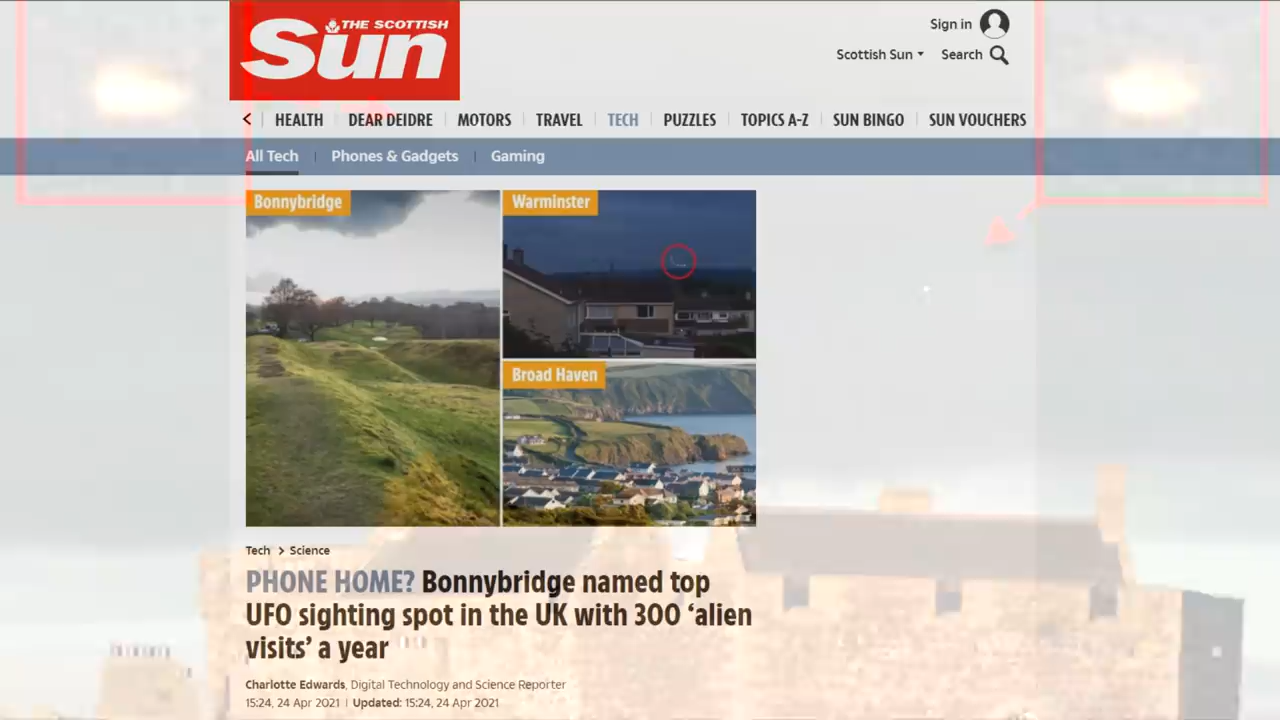 THE SCOTTISH
Sun
Sign in
Scottish Sun Search
HEALTH DEAR DEIDRE MOTORS TRAVEL TECH PUZZLES TOPICS A-Z SUN BINGO SUN VOUCHERS
All Tech Phones & Gadgets Gaming
Bonnybridge
Warminster
Broad Haven
Tech > Science
PHONE HOME? Bonnybridge named top
UFO sighting spot in the UK with 300 ‘alien
visits’ a year
Charlotte Edwards, Digital Technology and Science Reporter
15:24, 24 Apr 2021 | Updated: 15:24, 24 Apr 2021